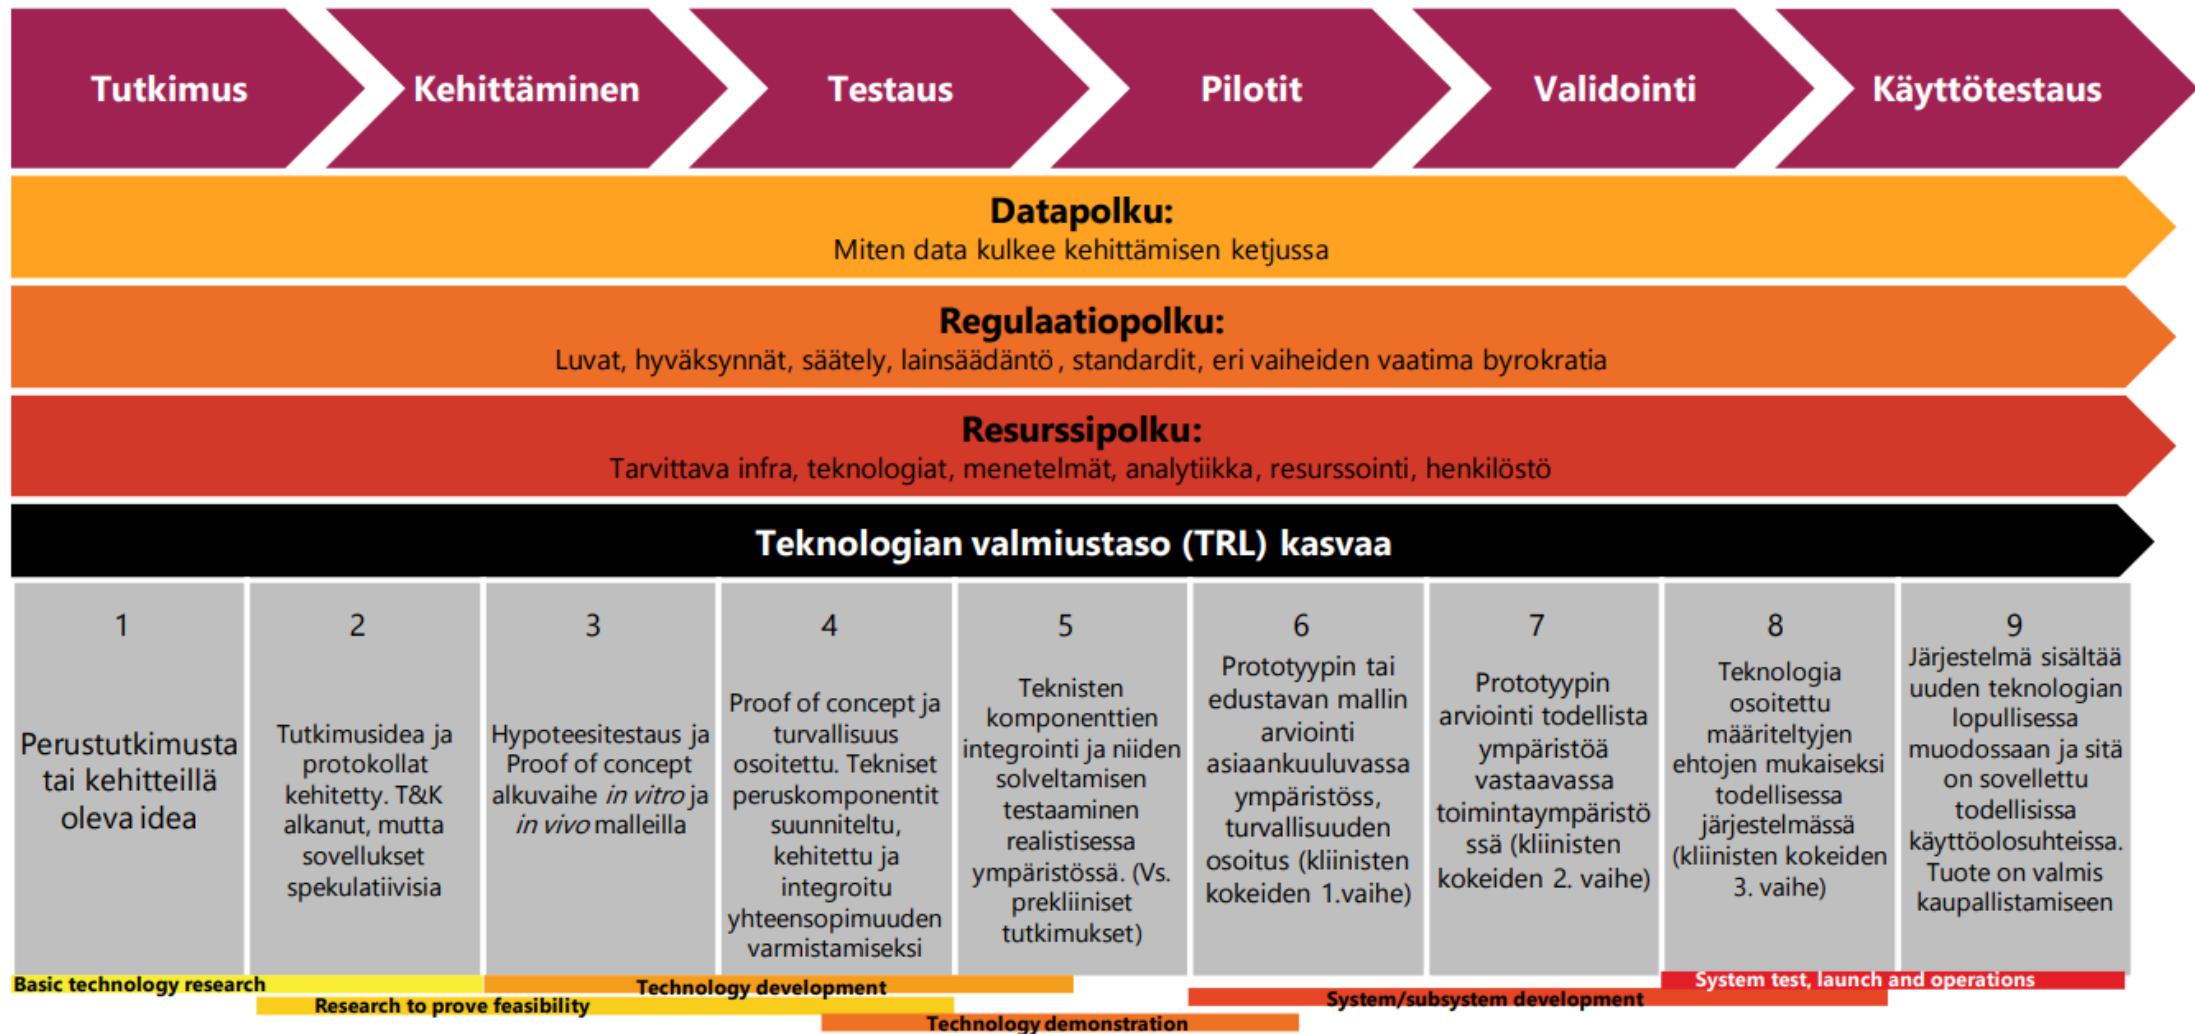 Tutkimus
Kehittäminen
Testaus
Pilotit
Validointi
Käyttötestaus
Datapolku:
Miten data kulkee kehittämisen ketjussa
Regulaatiopolku:
Luvat, hyväksynnät, säätely, lainsäädäntö, standardit, eri vaiheiden vaatima byrokratia
Resurssipolku:
Tarvittava infra, teknologiat, menetelmät, analytiikka, resurssointi, henkilöstö
Teknologian valmiustaso (TRL) kasvaa
1
Perustutkimusta
tai kehitteillä
oleva idea
2
Tutkimusidea ja
protokollat
kehitetty. T&K
alkanut, mutta
sovellukset
spekulatiivisia
3
Hypoteesitestaus ja
Proof of concept
alkuvaihe in vitro ja
in vivo malleilla
4
Proof of concept ja
turvallisuus
osoitettu. Tekniset
peruskomponentit
suunniteltu,
kehitettu ja
integroitu
yhteensopimuuden
varmistamiseksi
5
Teknisten
komponenttien
integrointi ja niiden
solveltamisen
testaaminen
realistisessa
ympäristössä. (Vs.
prekliiniset
tutkimukset)
6
Prototyypin tai
edustavan mallin
arviointi
asiaankuuluvassa
ympäristöss,
turvallisuuden
osoitus (kliinisten
kokeiden 1.vaihe)
7
Prototyypin
arviointi todellista
ympäristöä
vastaavassa
toimintaympäristö
ssä (kliinisten
kokeiden 2. vaihe)
8
Teknologia
osoitettu
määriteltyjen
ehtojen mukaiseksi
todellisessa
järjestelmässä
(kliinisten kokeiden
3. vaihe)
9
Järjestelmä sisältää
uuden teknologian
lopullisessa
muodossaan ja sitä
on sovellettu
todellisissa
käyttöolosuhteissa.
Tuote on valmis
kaupallistamiseen
Basic technology research
Research to prove feasibility
Technology development
Technology demonstration
System/subsystem development
System test, launch and operations